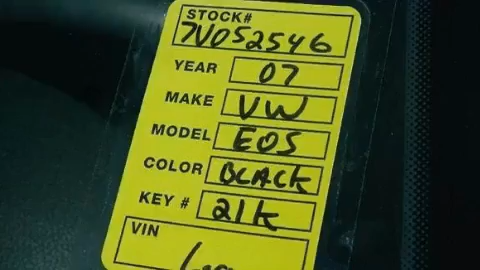 STOCK#
7V052546
YEAR 07
MAKE VW
MODEL EOS
COLOR BLACK
KEY # 21K
VIN